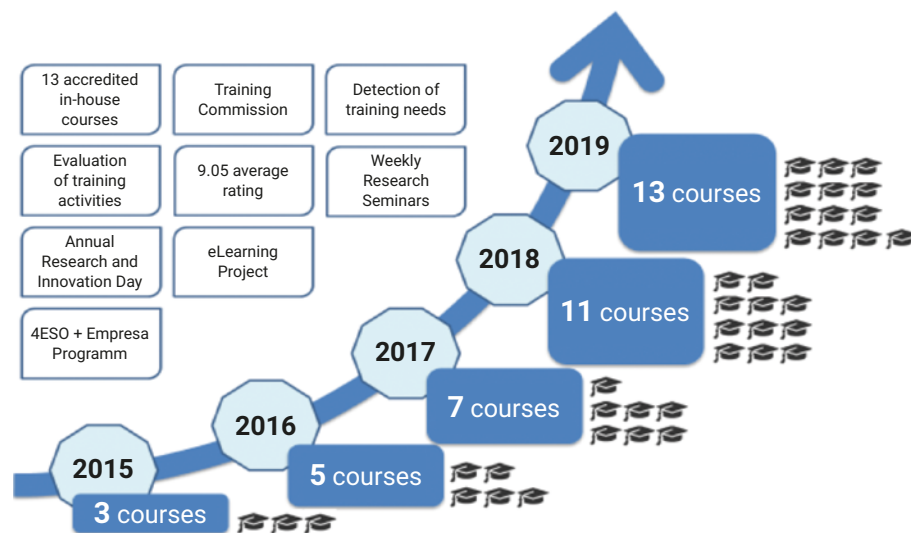 13 accredited
in-house
courses
Training
Commission
Detection of
training needs
Evaluation
of training
activities
9.05 average
rating
Weekly
Research
Seminars
Annual
Research and
Innovation Day
eLearning
Project
4ESO + Empresa
Programm
2015
3 courses
2016
5 courses
2017
7 courses
2018
11 courses
2019
13 courses